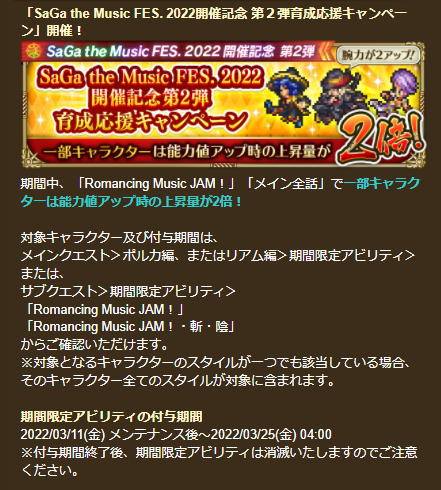 「SaGa the Music FES. 2022開催記念 第２弾育成応援キャンペー
ン」開催！
SaGa the Music FES. 2022 開催記念 第2弾
腕力が2アップ!
SaGa the Music FES. 2022
開催記念第2弾
育成応援キャンペーン
一部キャラクターは能力値アップ時の上昇量が
2倍!
期間中、「Romancing Music JAM！」「メイン全話」で一部キャラク
ターは能力値アップ時の上昇量が2倍！
対象キャラクター及び付与期間は、
メインクエスト＞ポルカ編、またはリアム編＞期間限定アビリティ＞
または、
サブクエスト＞期間限定アビリティ＞
「Romancing Music JAM！」
「Romancing Music JAM！・斬・陰」
からご確認いただけます。
※対象となるキャラクターのスタイルが一つでも該当している場合、
そのキャラクター全てのスタイルが対象に含まれます。
期間限定アビリティの付与期間
2022/03/11(金) メンテナンス後～2022/03/25(金) 04:00
※付与期間終了後、期間限定アビリティは消滅いたしますのでご注意
ください。